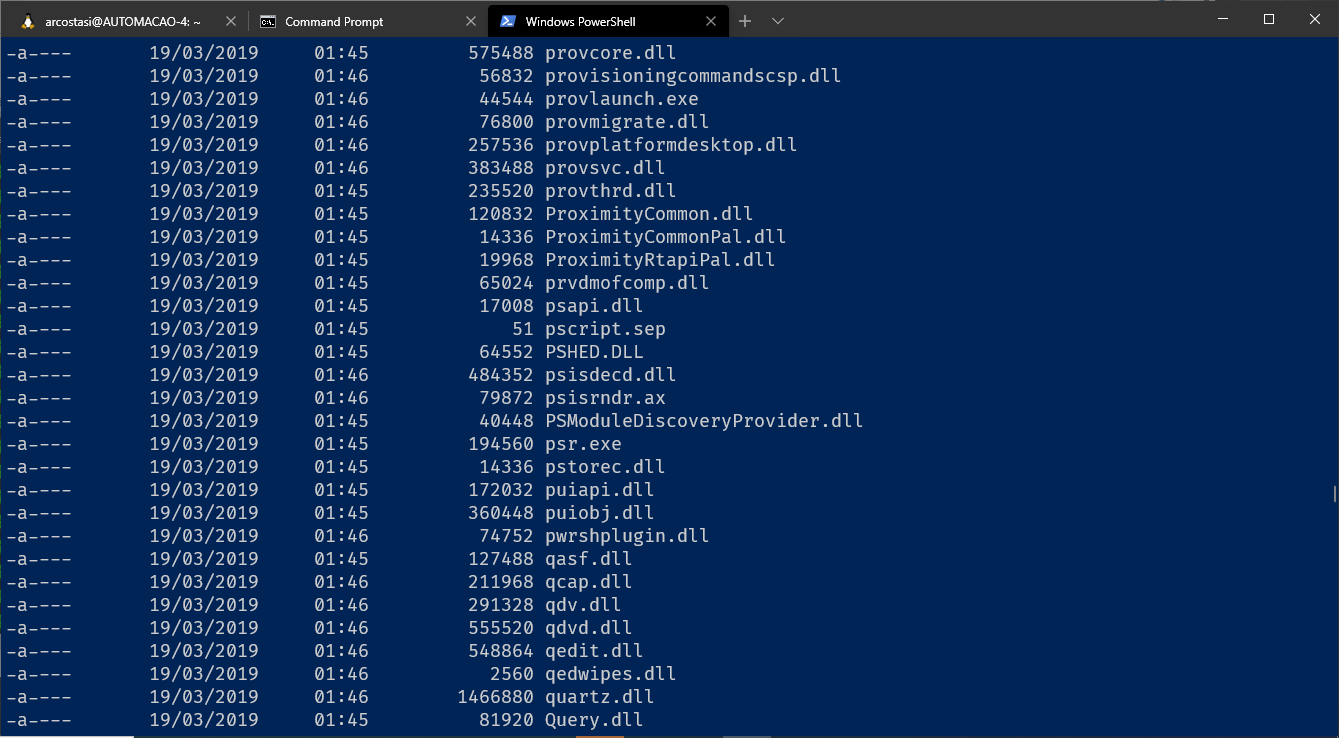 arcostasi@AUTOMACAO-4: ~ Command Prompt Windows PowerShell
-a---- 19/03/2019 01:45 575488 provcore.dll
-a---- 19/03/2019 01:46 56832 provisioningcommandscsp.dll
-a---- 19/03/2019 01:46 44544 provlaunch.exe
-a---- 19/03/2019 01:46 76800 provmigrate.dll
-a---- 19/03/2019 01:46 257536 provplatformdesktop.dll
-a---- 19/03/2019 01:46 383488 provsvc.dll
-a---- 19/03/2019 01:45 235520 provthrd.dll
-a---- 19/03/2019 01:45 120832 ProximityCommon.dll
-a---- 19/03/2019 01:45 14336 ProximityCommonPal.dll
-a---- 19/03/2019 01:45 19968 ProximityRtapiPal.dll
-a---- 19/03/2019 01:45 65024 prvdmofcomp.dll
-a---- 19/03/2019 01:45 17008 psapi.dll
-a---- 19/03/2019 01:45 51 pscript.sep
-a---- 19/03/2019 01:45 64552 PSHED.DLL
-a---- 19/03/2019 01:46 484352 psisdecd.dll
-a---- 19/03/2019 01:46 79872 psisrndr.ax
-a---- 19/03/2019 01:45 40448 PSModuleDiscoveryProvider.dll
-a---- 19/03/2019 01:45 194560 psr.exe
-a---- 19/03/2019 01:45 14336 pstorec.dll
-a---- 19/03/2019 01:45 172032 puiapi.dll
-a---- 19/03/2019 01:45 360448 puiobj.dll
-a---- 19/03/2019 01:46 74752 pwrshplugin.dll
-a---- 19/03/2019 01:45 127488 qasf.dll
-a---- 19/03/2019 01:46 211968 qcap.dll
-a---- 19/03/2019 01:46 291328 qdv.dll
-a---- 19/03/2019 01:46 555520 qdvd.dll
-a---- 19/03/2019 01:46 548864 qedit.dll
-a---- 19/03/2019 01:46 2560 qedwipes.dll
-a---- 19/03/2019 01:46 1466880 quartz.dll
-a---- 19/03/2019 01:45 81920 Query.dll